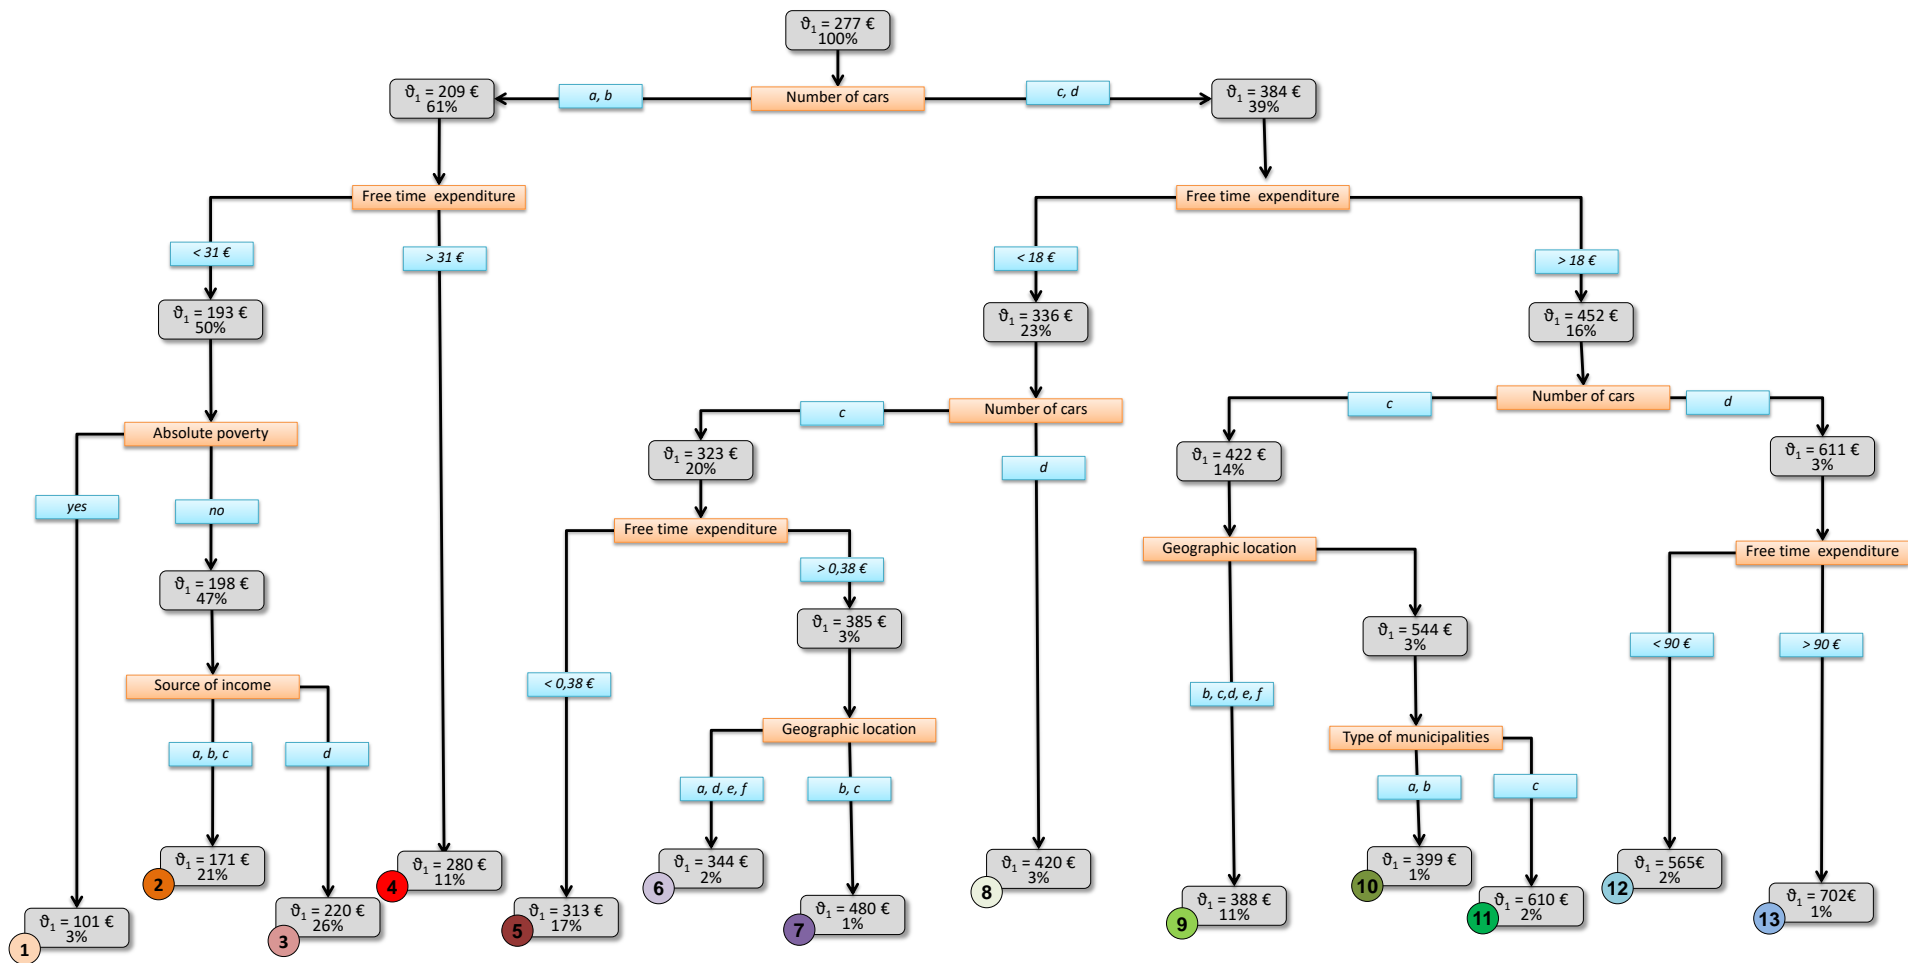 ϑ1 = 277 €
100%
ϑ1 = 209 €
61%
a, b
Number of cars
c, d
ϑ1 = 384 €
39%
Free time expenditure
Free time expenditure
< 31 €
> 31 €
< 18 €
> 18 €
ϑ1 = 193 €
50%
ϑ1 = 336 €
23%
ϑ1 = 452 €
16%
c
Number of cars
c
Number of cars
d
Absolute poverty
ϑ1 = 323 €
20%
d
ϑ1 = 422 €
14%
ϑ1 = 611 €
3%
yes
no
Free time expenditure
Geographic location
Free time expenditure
> 0,38 €
ϑ1 = 198 €
47%
ϑ1 = 385 €
3%
ϑ1 = 544 €
3%
< 90 €
> 90 €
Source of income
< 0,38 €
b, c,d, e, f
Geographic location
Type of municipalities
a, b, c
d
a, d, e, f
b, c
a, b
c
ϑ1 = 171 €
21%
2
ϑ1 = 280 €
11%
4
ϑ1 = 344 €
2%
6
ϑ1 = 420 €
3%
8
ϑ1 = 399 €
1%
10
ϑ1 = 565€
2%
12
ϑ1 = 101 €
3%
1
ϑ1 = 220 €
26%
3
ϑ1 = 313 €
17%
5
ϑ1 = 480 €
1%
7
ϑ1 = 388 €
11%
9
ϑ1 = 610 €
2%
11
ϑ1 = 702€
1%
13